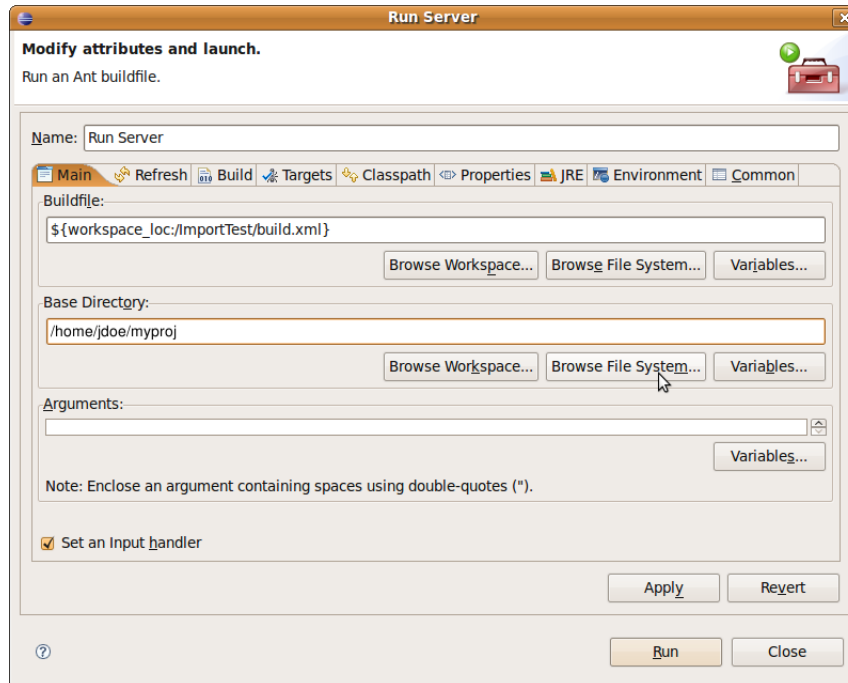 Run Server
Modify attributes and launch.
Run an Ant buildfile.
Name: Run Server
Main Refresh Build Targets Classpath Properties JRE Environment Common
Buildfile:
${workspace_loc:/ImportTest/build.xml}
Browse Workspace... Browse File System... Variables...
Base Directory:
/home/jdoe/myproj
Browse Workspace... Browse File System... Variables...
Arguments:
Variables...
Note: Enclose an argument containing spaces using double-quotes (").
Set an Input handler
Apply Revert
Run Close